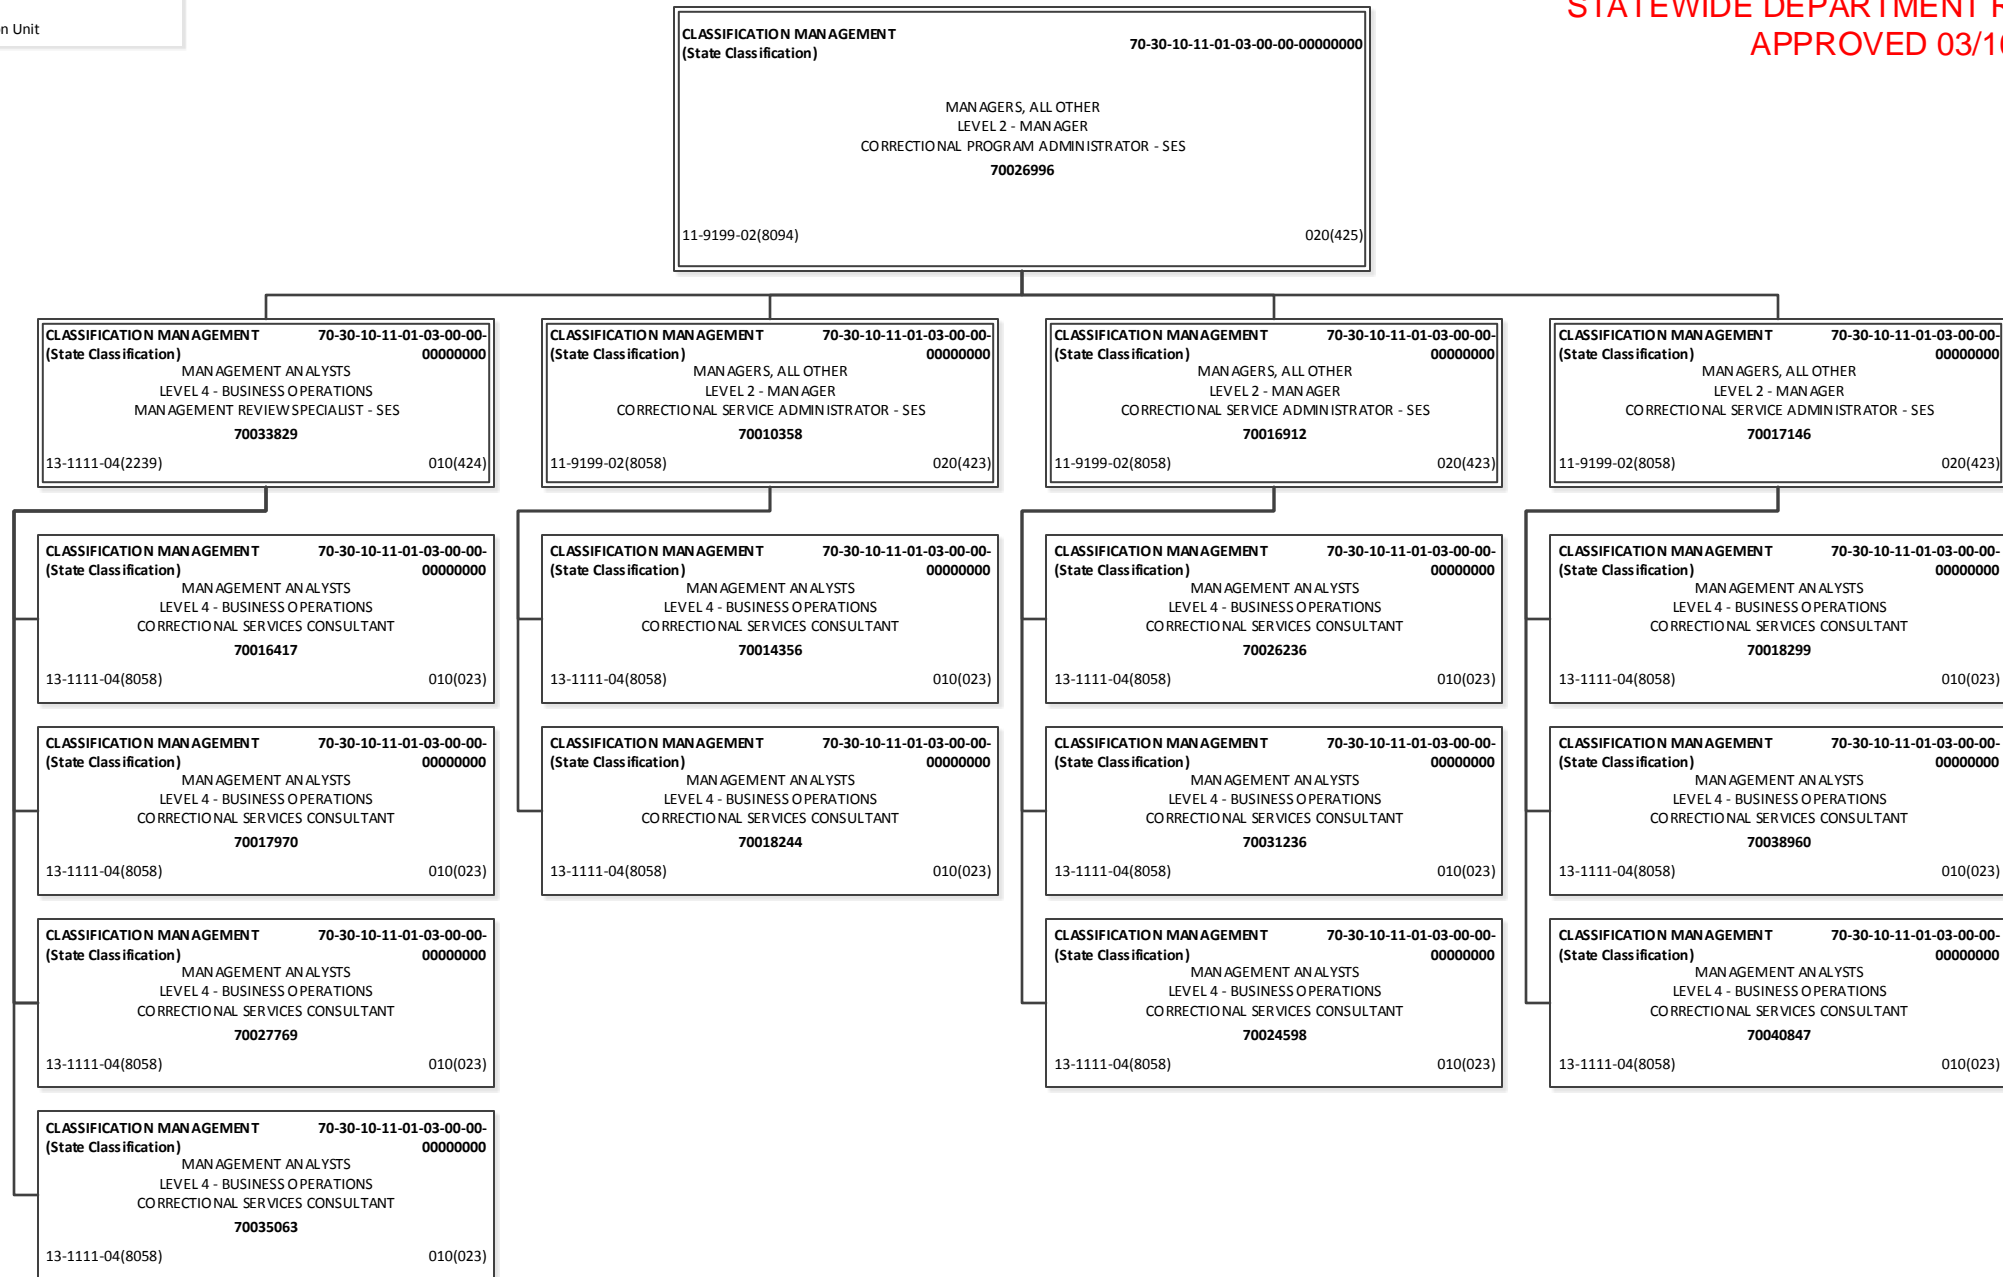 n Unit
STATEWIDE DEPARTMENT
APPROVED 03/1
CLASSIFICATION MANAGEMENT
(State Classification)
70-30-10-11-01-03-00-00-00000000
MANAGERS, ALL OTHER
LEVEL 2 - MANAGER
CORRECTIONAL PROGRAM ADMINISTRATOR - SES
70026996
11-9199-02(8094) 020(425)
CLASSIFICATION MANAGEMENT 70-30-10-11-01-03-00-00-
(State Classification) 00000000
MANAGEMENT ANALYSTS
LEVEL 4 - BUSINESS OPERATIONS
MANAGEMENT REVIEW SPECIALIST - SES
70033829
13-1111-04(2239) 010(424)
CLASSIFICATION MANAGEMENT 70-30-10-11-01-03-00-00-
(State Classification) 00000000
MANAGERS, ALL OTHER
LEVEL 2 - MANAGER
CORRECTIONAL SERVICE ADMINISTRATOR - SES
70010358
11-9199-02(8058) 020(423)
CLASSIFICATION MANAGEMENT 70-30-10-11-01-03-00-00-
(State Classification) 00000000
MANAGERS, ALL OTHER
LEVEL 2 - MANAGER
CORRECTIONAL SERVICE ADMINISTRATOR - SES
70016912
11-9199-02(8058) 020(423)
CLASSIFICATION MANAGEMENT 70-30-10-11-01-03-00-00-
(State Classification) 00000000
MANAGERS, ALL OTHER
LEVEL 2 - MANAGER
CORRECTIONAL SERVICE ADMINISTRATOR - SES
70017146
11-9199-02(8058) 020(423)
CLASSIFICATION MANAGEMENT 70-30-10-11-01-03-00-00-
(State Classification) 00000000
MANAGEMENT ANALYSTS
LEVEL 4 - BUSINESS OPERATIONS
CORRECTIONAL SERVICES CONSULTANT
70016417
13-1111-04(8058) 010(023)
CLASSIFICATION MANAGEMENT 70-30-10-11-01-03-00-00-
(State Classification) 00000000
MANAGEMENT ANALYSTS
LEVEL 4 - BUSINESS OPERATIONS
CORRECTIONAL SERVICES CONSULTANT
70014356
13-1111-04(8058) 010(023)
CLASSIFICATION MANAGEMENT 70-30-10-11-01-03-00-00-
(State Classification) 00000000
MANAGEMENT ANALYSTS
LEVEL 4 - BUSINESS OPERATIONS
CORRECTIONAL SERVICES CONSULTANT
70026236
13-1111-04(8058) 010(023)
CLASSIFICATION MANAGEMENT 70-30-10-11-01-03-00-00-
(State Classification) 00000000
MANAGEMENT ANALYSTS
LEVEL 4 - BUSINESS OPERATIONS
CORRECTIONAL SERVICES CONSULTANT
70018299
13-1111-04(8058) 010(023)
CLASSIFICATION MANAGEMENT 70-30-10-11-01-03-00-00-
(State Classification) 00000000
MANAGEMENT ANALYSTS
LEVEL 4 - BUSINESS OPERATIONS
CORRECTIONAL SERVICES CONSULTANT
70017970
13-1111-04(8058) 010(023)
CLASSIFICATION MANAGEMENT 70-30-10-11-01-03-00-00-
(State Classification) 00000000
MANAGEMENT ANALYSTS
LEVEL 4 - BUSINESS OPERATIONS
CORRECTIONAL SERVICES CONSULTANT
70018244
13-1111-04(8058) 010(023)
CLASSIFICATION MANAGEMENT 70-30-10-11-01-03-00-00-
(State Classification) 00000000
MANAGEMENT ANALYSTS
LEVEL 4 - BUSINESS OPERATIONS
CORRECTIONAL SERVICES CONSULTANT
70031236
13-1111-04(8058) 010(023)
CLASSIFICATION MANAGEMENT 70-30-10-11-01-03-00-00-
(State Classification) 00000000
MANAGEMENT ANALYSTS
LEVEL 4 - BUSINESS OPERATIONS
CORRECTIONAL SERVICES CONSULTANT
70038960
13-1111-04(8058) 010(023)
CLASSIFICATION MANAGEMENT 70-30-10-11-01-03-00-00-
(State Classification) 00000000
MANAGEMENT ANALYSTS
LEVEL 4 - BUSINESS OPERATIONS
CORRECTIONAL SERVICES CONSULTANT
70027769
13-1111-04(8058) 010(023)
CLASSIFICATION MANAGEMENT 70-30-10-11-01-03-00-00-
(State Classification) 00000000
MANAGEMENT ANALYSTS
LEVEL 4 - BUSINESS OPERATIONS
CORRECTIONAL SERVICES CONSULTANT
70024598
13-1111-04(8058) 010(023)
CLASSIFICATION MANAGEMENT 70-30-10-11-01-03-00-00-
(State Classification) 00000000
MANAGEMENT ANALYSTS
LEVEL 4 - BUSINESS OPERATIONS
CORRECTIONAL SERVICES CONSULTANT
70040847
13-1111-04(8058) 010(023)
CLASSIFICATION MANAGEMENT 70-30-10-11-01-03-00-00-
(State Classification) 00000000
MANAGEMENT ANALYSTS
LEVEL 4 - BUSINESS OPERATIONS
CORRECTIONAL SERVICES CONSULTANT
70035063
13-1111-04(8058) 010(023)